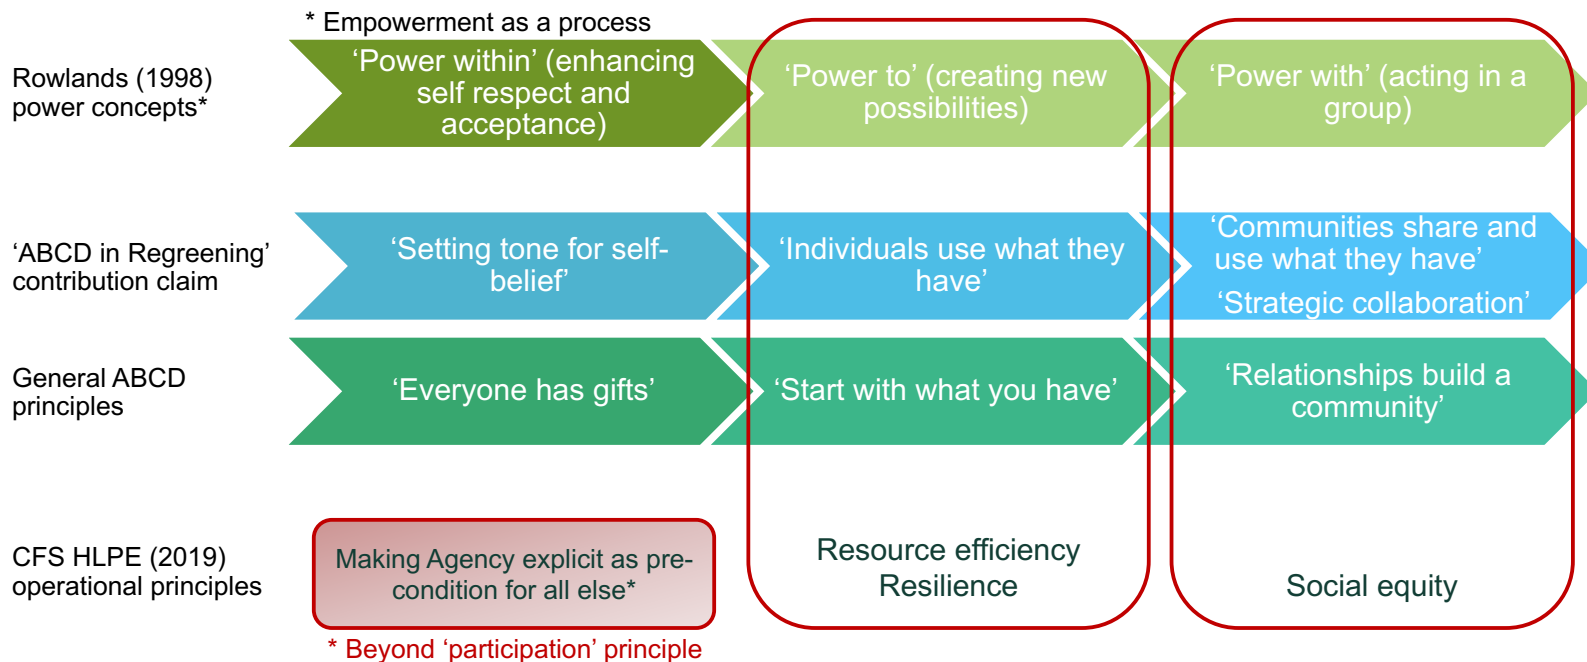 * Empowerment as a process
Rowlands (1998)
power concepts*
‘Power within’ (enhancing
self respect and
acceptance)
‘Power to’ (creating new
possibilities)
‘Power with’ (acting in a
group)
‘ABCD in Regreening’
contribution claim
‘Setting tone for self-
belief’
‘Individuals use what they
have’
‘Communities share and
use what they have’
‘Strategic collaboration’
General ABCD
principles
‘Everyone has gifts’
‘Start with what you have’
‘Relationships build a
community’
CFS HLPE (2019)
operational principles
Making Agency explicit as pre-
condition for all else*
Resource efficiency
Resilience
Social equity
* Beyond ‘participation’ principle